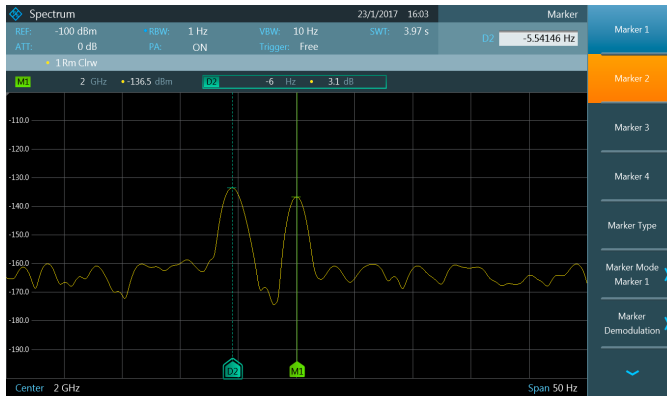 Spectrum 23/1/2017 16:03 Marker
REF: -100 dBm RBW: 1 Hz VBW: 10 Hz SWT: 3.97 s
D2 -5.54146 Hz
ATT: 0 dB PA: ON Trigger: Free
1 Rm Clrw
M1 2 GHz -136.5 dBm D2 -6 Hz 3.1 dB
-110.0
-120.0
-130.0
-140.0
-150.0
-160.0
-170.0
-180.0
-190.0
D2 M1
Center 2 GHz Span 50 Hz
Marker 1
Marker 2
Marker 3
Marker 4
Marker Type
Marker Mode
Marker 1
Marker
Demodulation